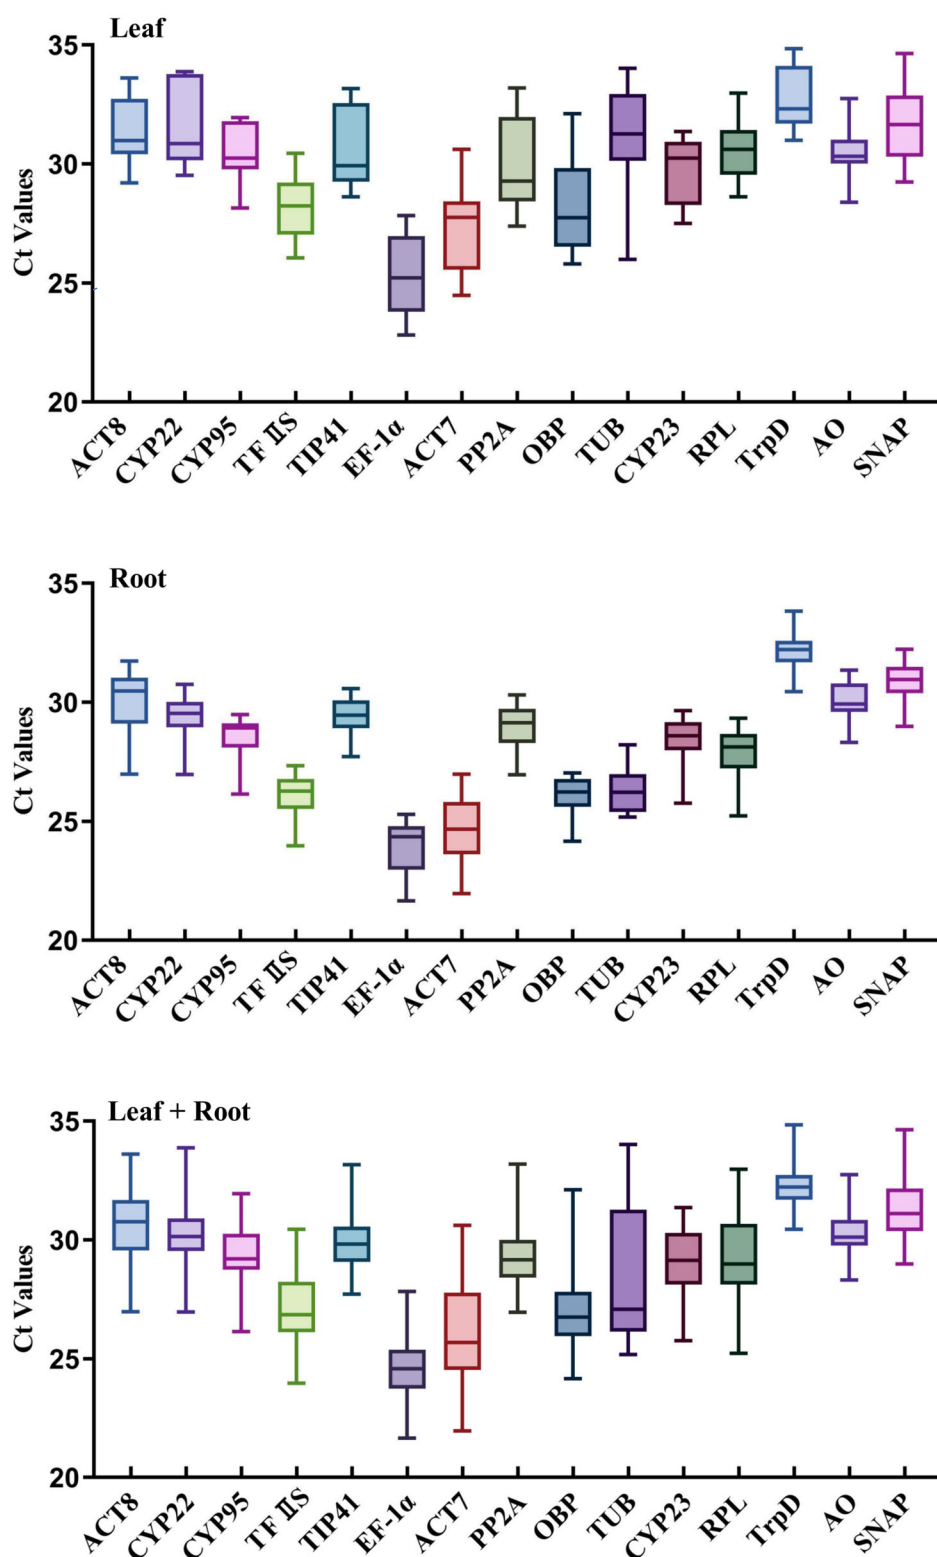 Leaf
35
30
25
20
Ct Values
ACT8 CYP22 CYP95 TF ⅡS TIP41 EF-1α ACT7 PP2A OBP TUB CYP23 RPL TrpD AO SNAP
Root
35
30
25
20
Ct Values
ACT8 CYP22 CYP95 TF ⅡS TIP41 EF-1α ACT7 PP2A OBP TUB CYP23 RPL TrpD AO SNAP
Leaf + Root
35
30
25
20
Ct Values
ACT8 CYP22 CYP95 TF ⅡS TIP41 EF-1α ACT7 PP2A OBP TUB CYP23 RPL TrpD AO SNAP